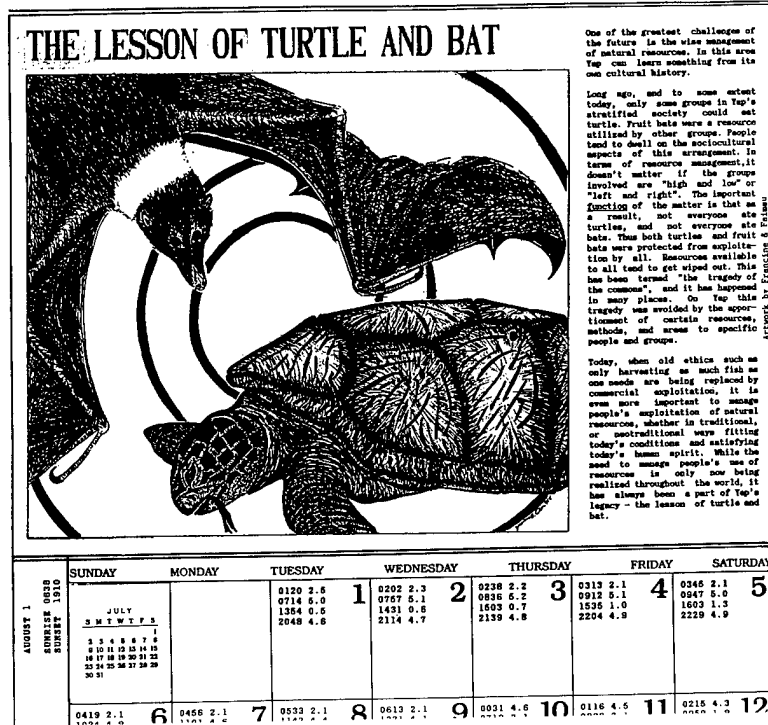 THE LESSON OF TURTLE AND BAT
One of the greatest challenges of
the future is the wise management
of natural resources. In this area
Yap can learn something from its
own cultural history.
Long ago, and to some extent
today, only some groups in Yap's
stratified society could eat
turtle. Fruit bats were a resource
utilized by other groups. People
tend to dwell on the sociocultural
aspects of this arrangement. In
terms of resource management,it
doesn't matter if the groups
involved are "high and low" or
"left and right". The important
function of the matter is that as
a result, not everyone ate
turtles, and not everyone ate
bats. Thus both turtles and fruit
bats were protected from exploita-
tion by all. Resources available
to all tend to get wiped out. This
has been termed "the tragedy of
the commons", and it has happened
in many places. On Yap this
tragedy was avoided by the appor-
tionment of certain resources,
methods, and areas to specific
people and groups.
Today, when old ethics such as
only harvesting as much fish as
one needs are being replaced by
commercial exploitation, it is
even more important to manage
people's exploitation of natural
resources, whether in traditional,
or neotraditional ways fitting
today's conditions and satisfying
today's human spirit. While the
need to manage people's use of
resources is only now being
realized throughout the world, it
has always been a part of Yap's
legacy - the lesson of turtle and
bat.
Artwork by Francine & Faimau
SUNDAY MONDAY TUESDAY WEDNESDAY THURSDAY FRIDAY SATURDAY
AUGUST 1
SUNRISE 0638
SUNSET 1910
JULY
S M T W T F S
1
2 3 4 5 6 7 8
9 10 11 12 13 14 15
16 17 18 19 20 21 22
23 24 25 26 27 28 29
30 31
1
0120 2.5
0714 5.0
1354 0.5
2048 4.6
2
0202 2.3
0757 5.1
1431 0.6
2114 4.7
3
0238 2.2
0836 5.2
1503 0.7
2139 4.8
4
0313 2.1
0912 5.1
1535 1.0
2204 4.9
5
0345 2.1
0947 5.0
1603 1.3
2229 4.9
0419 2.1 6
0456 2.1 7
0533 2.1 8
0613 2.1 9
0031 4.6 10
0116 4.5 11
0215 4.3 12